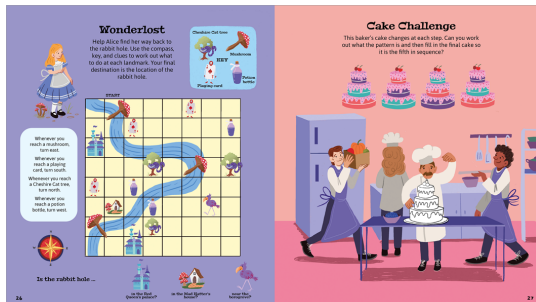 Wonderlost
Help Alice find her way back to
the rabbit hole. Use the compass,
key, and clues to work out what
to do at each landmark. Your final
destination is the location of the
rabbit hole.
Cheshire Cat tree
Mushroom
KEY
Playing card
Potion
bottle
START
Whenever you
reach a mushroom,
turn east.
Whenever you
reach a playing
card, turn south.
Whenever you reach
a Cheshire Cat tree,
turn north.
Whenever you
reach a potion
bottle, turn west.
Is the rabbit hole ...
in the Red
Queen's palace?
in the Mad Hatter's
house?
near the
flamingoes?
26
Cake Challenge
This baker's cake changes at each step. Can you work
out what the pattern is and then fill in the final cake so
it is the fifth in sequence?
27